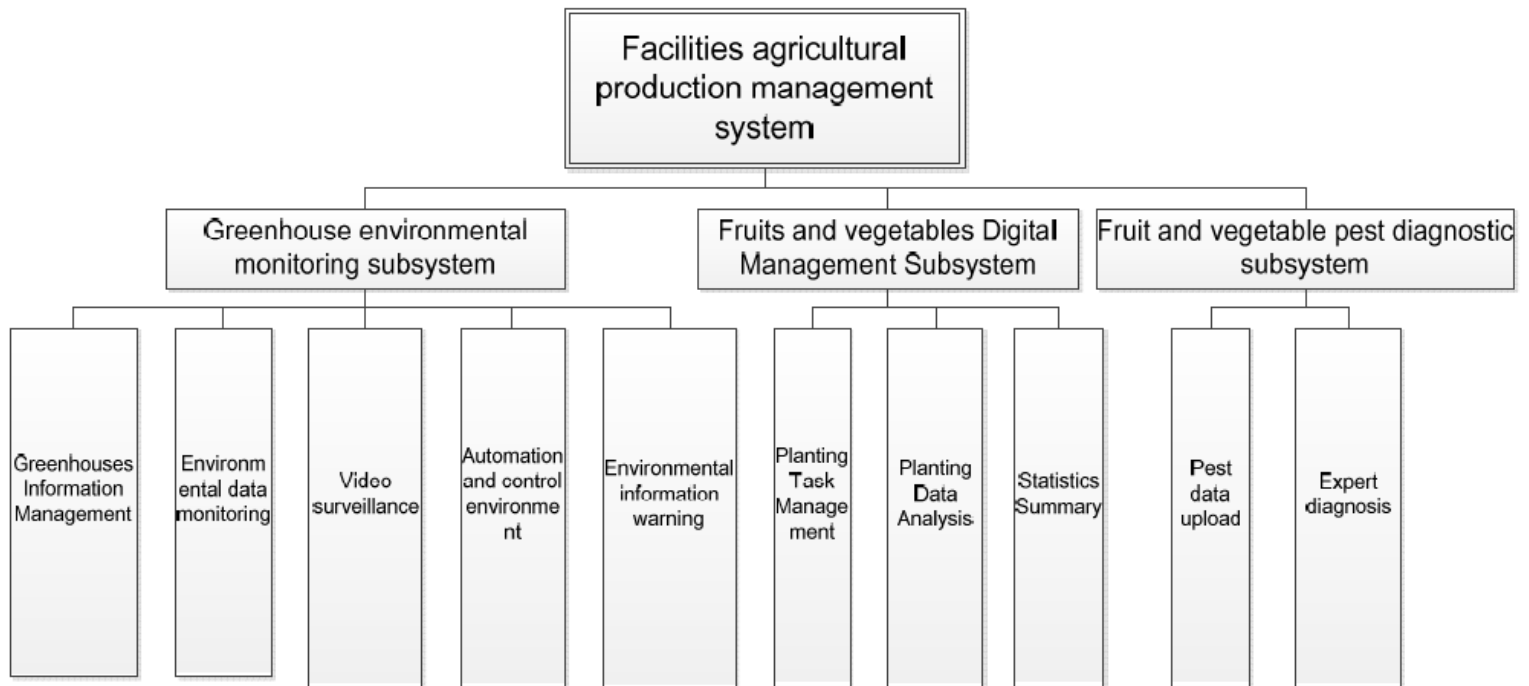 Facilities agricultural
production management
system
Greenhouse environmental
monitoring subsystem
Fruits and vegetables Digital
Management Subsystem
Fruit and vegetable pest diagnostic
subsystem
Greenhouses
Information
Management
Environm
ental data
monitoring
Video
surveillance
Automation
and control
environme
nt
Environmental
information
warning
Planting
Task
Manage
ment
Planting
Data
Analysis
Statistics
Summary
Pest
data
upload
Expert
diagnosis